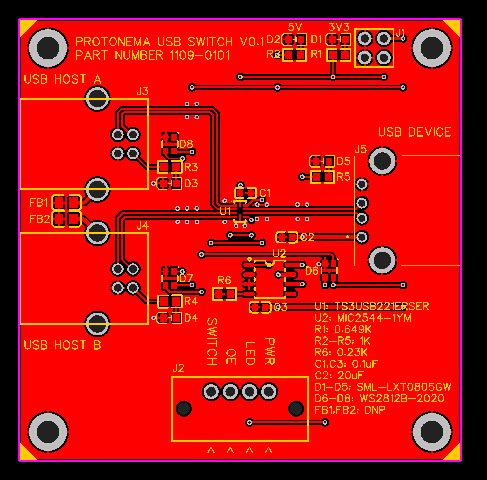 PROTONEMA USB SWITCH V0.1
PART NUMBER 1109-0101
5V
3V3
D2
D1
J1
R2
R1
USB HOST A
J3
USB DEVICE
D8
J5
R3
D5
D3
R5
C1
FB1
U1
FB2
J4
C2
U2
D7
D6
R6
R4
C3
D4
USB HOST B
SWITCH
OE
LED
PWR
J2
U1: TS3USB221ERSER
U2: MIC2544-1YM
R1: 0.649K
R2-R5: 1K
R6: 0.23K
C1,C3: 0.1uF
C2: 20uF
D1-D5: SML-LXT0805GW
D6-D8: WS2812B-2020
FB1,FB2: DNP